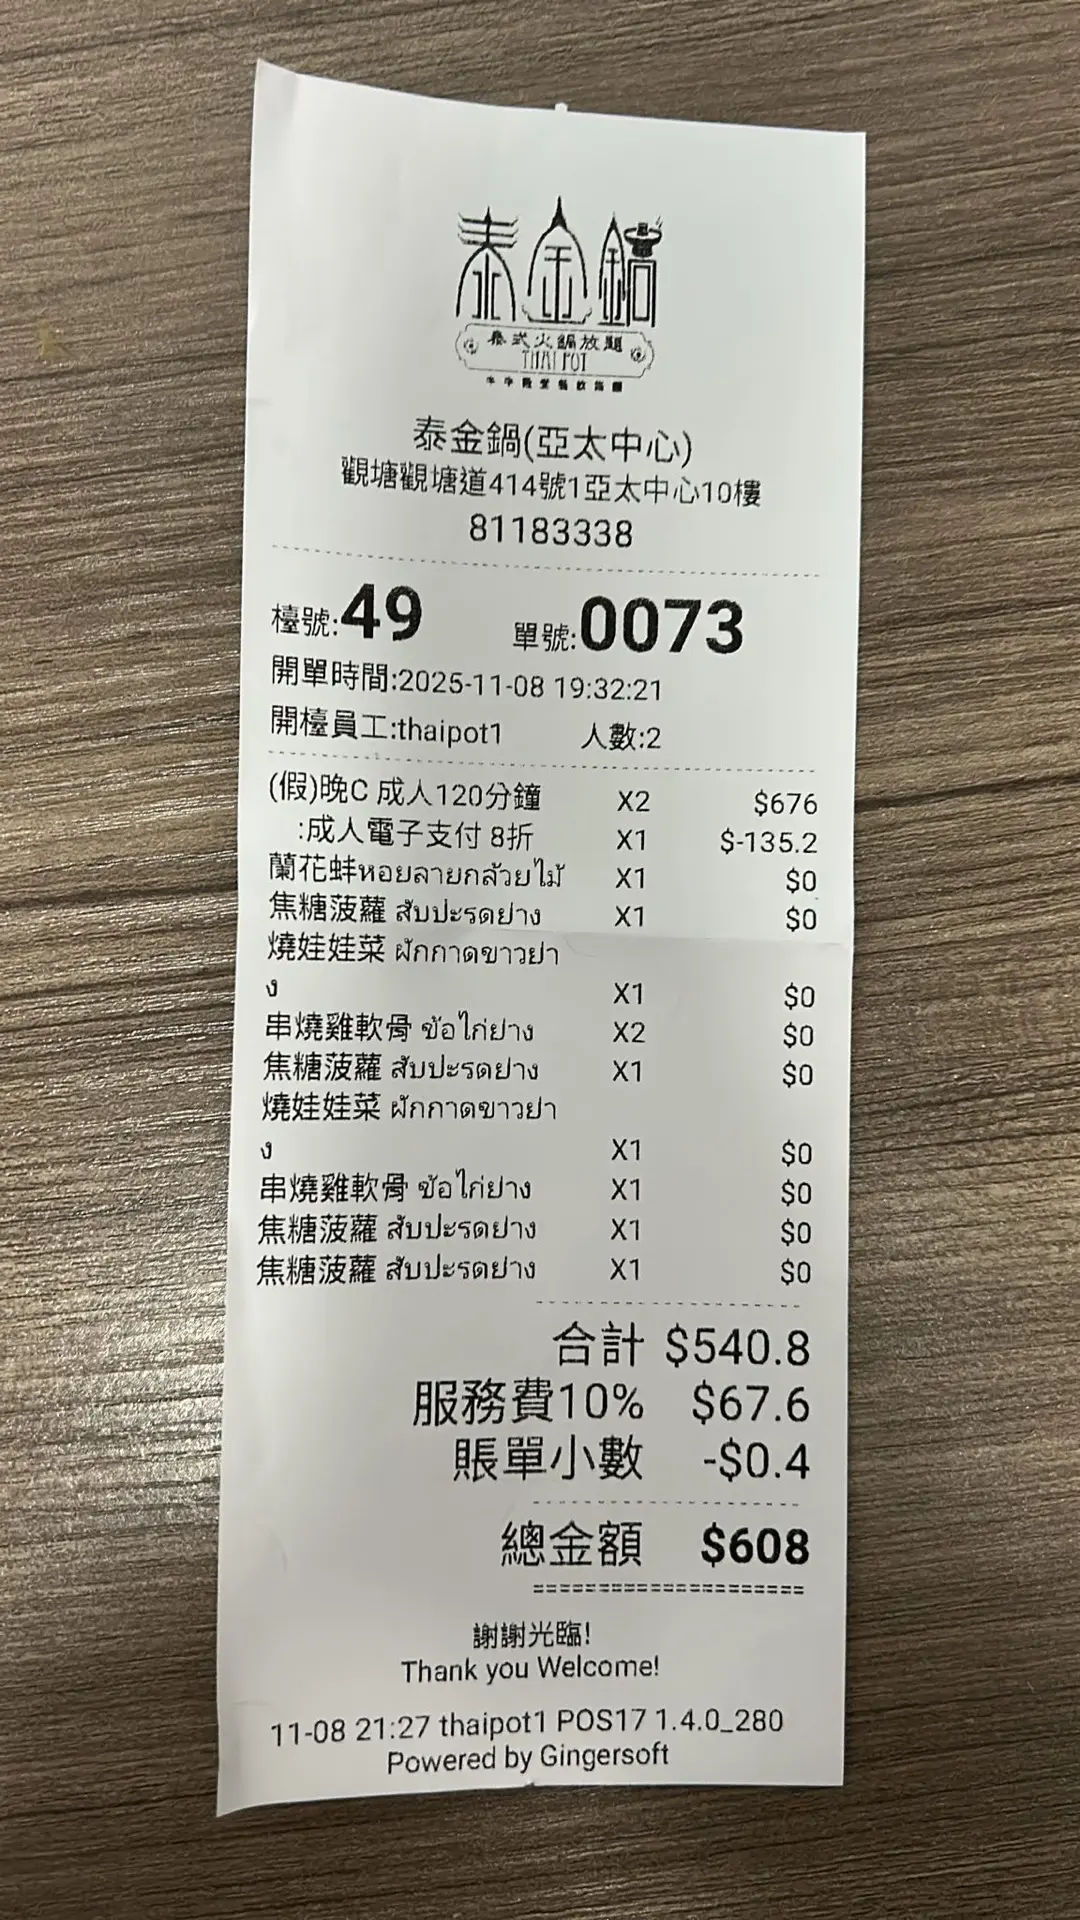 泰金鍋
泰式火鍋放題
THAI POT
泰金鍋(亞太中心)
觀塘觀塘道414號1亞太中心10樓
81183338
檯號:49 單號:0073
開單時間:2025-11-08 19:32:21
開檯員工:thaipot1 人數:2
(假)晚C 成人120分鐘 X2 $676
:成人電子支付 8折 X1 $-135.2
蘭花蚌หอยลายกล้วยไม้ X1 $0
焦糖菠蘿 สับปะรดย่าง X1 $0
燒娃娃菜 ผักกาดขาวย่า
ง X1 $0
串燒雞軟骨 ข้อไก่ย่าง X2 $0
焦糖菠蘿 สับปะรดย่าง X1 $0
燒娃娃菜 ผักกาดขาวย่า
ง X1 $0
串燒雞軟骨 ข้อไก่ย่าง X1 $0
焦糖菠蘿 สับปะรดย่าง X1 $0
焦糖菠蘿 สับปะรดย่าง X1 $0
合計 $540.8
服務費10% $67.6
賬單小數 -$0.4
總金額 $608
謝謝光臨!
Thank you Welcome!
11-08 21:27 thaipot1 POS17 1.4.0_280
Powered by Gingersoft